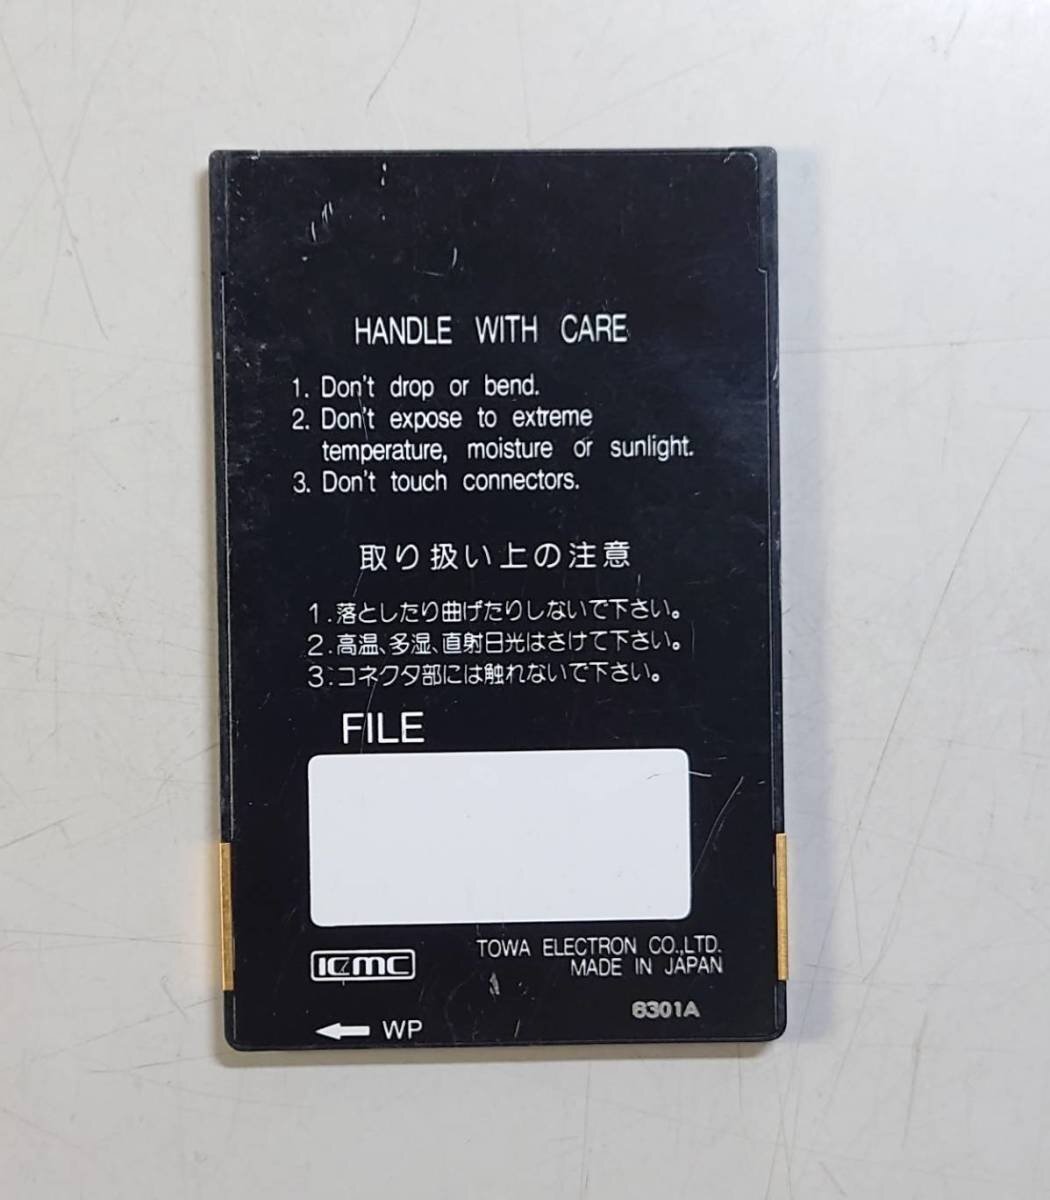 HANDLE WITH CARE
1. Don't drop or bend.
2. Don't expose to extreme
temperature, moisture or sunlight.
3. Don't touch connectors.
取り扱い上の注意
1.落としたり曲げたりしないで下さい。
2.高温、多湿、直射日光はさけて下さい。
3.コネクタ部には触れないで下さい。
FILE
ICMC
TOWA ELECTRON CO.,LTD.
MADE IN JAPAN
8301A
← WP